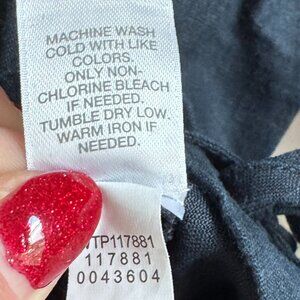 MACHINE WASH
COLD WITH LIKE
COLORS.
ONLY NON-
CHLORINE BLEACH
IF NEEDED.
TUMBLE DRY LOW.
WARM IRON IF
NEEDED.
TP117881
117881
0043604